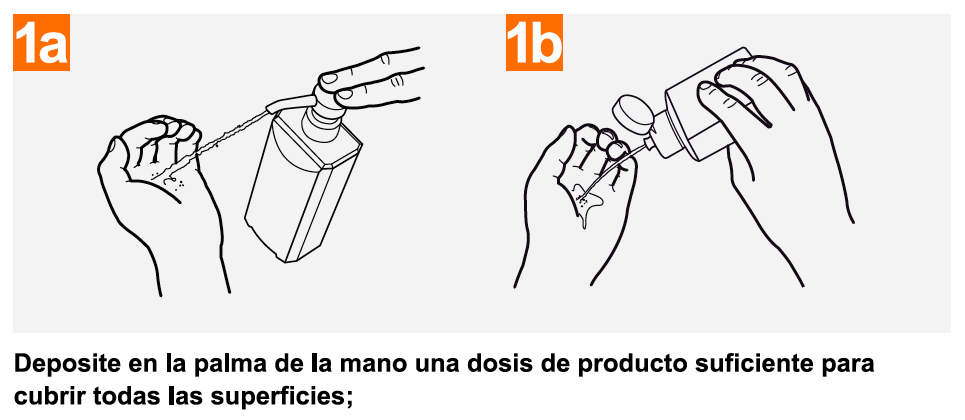 1a
1b
Deposite en la palma de la mano una dosis de producto suficiente para
cubrir todas las superficies;